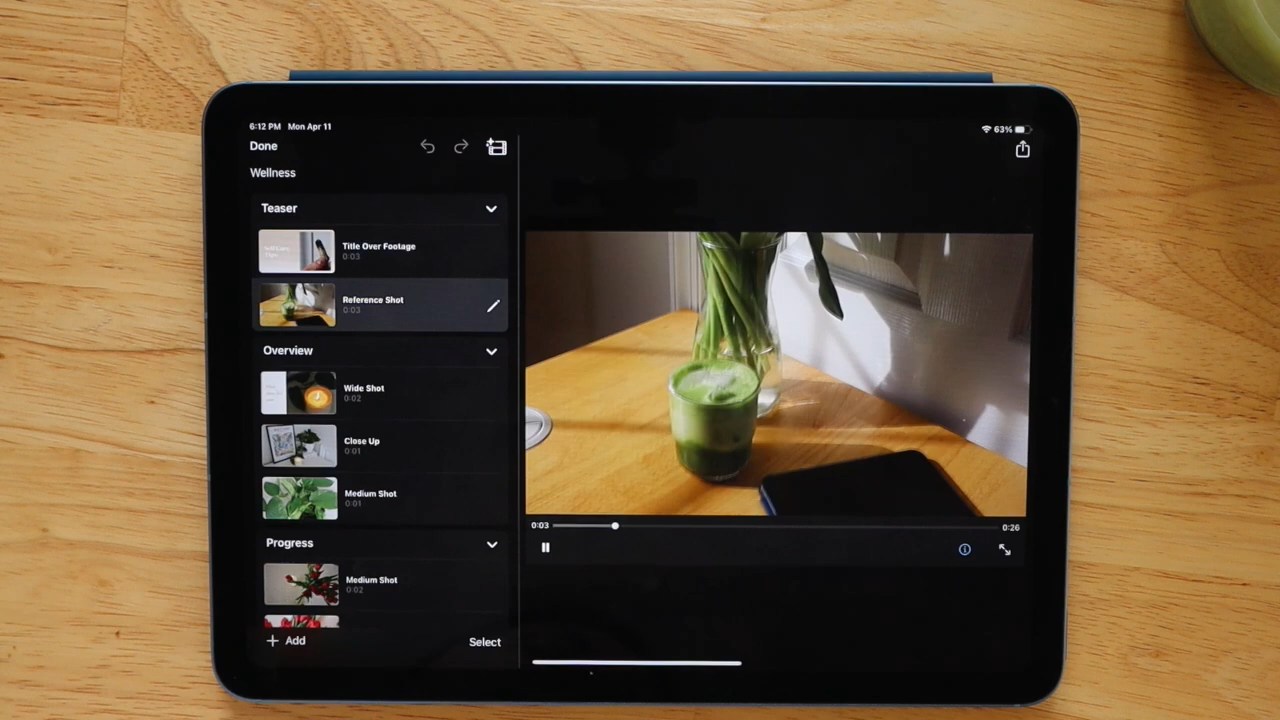 6:12 PM Mon Apr 11
63%
Done
Wellness
Teaser
Title Over Footage
0:03
Reference Shot
0:03
Overview
Wide Shot
0:02
Close Up
0:01
Medium Shot
0:01
Progress
Medium Shot
0:02
+ Add
Select
0:03
0:26